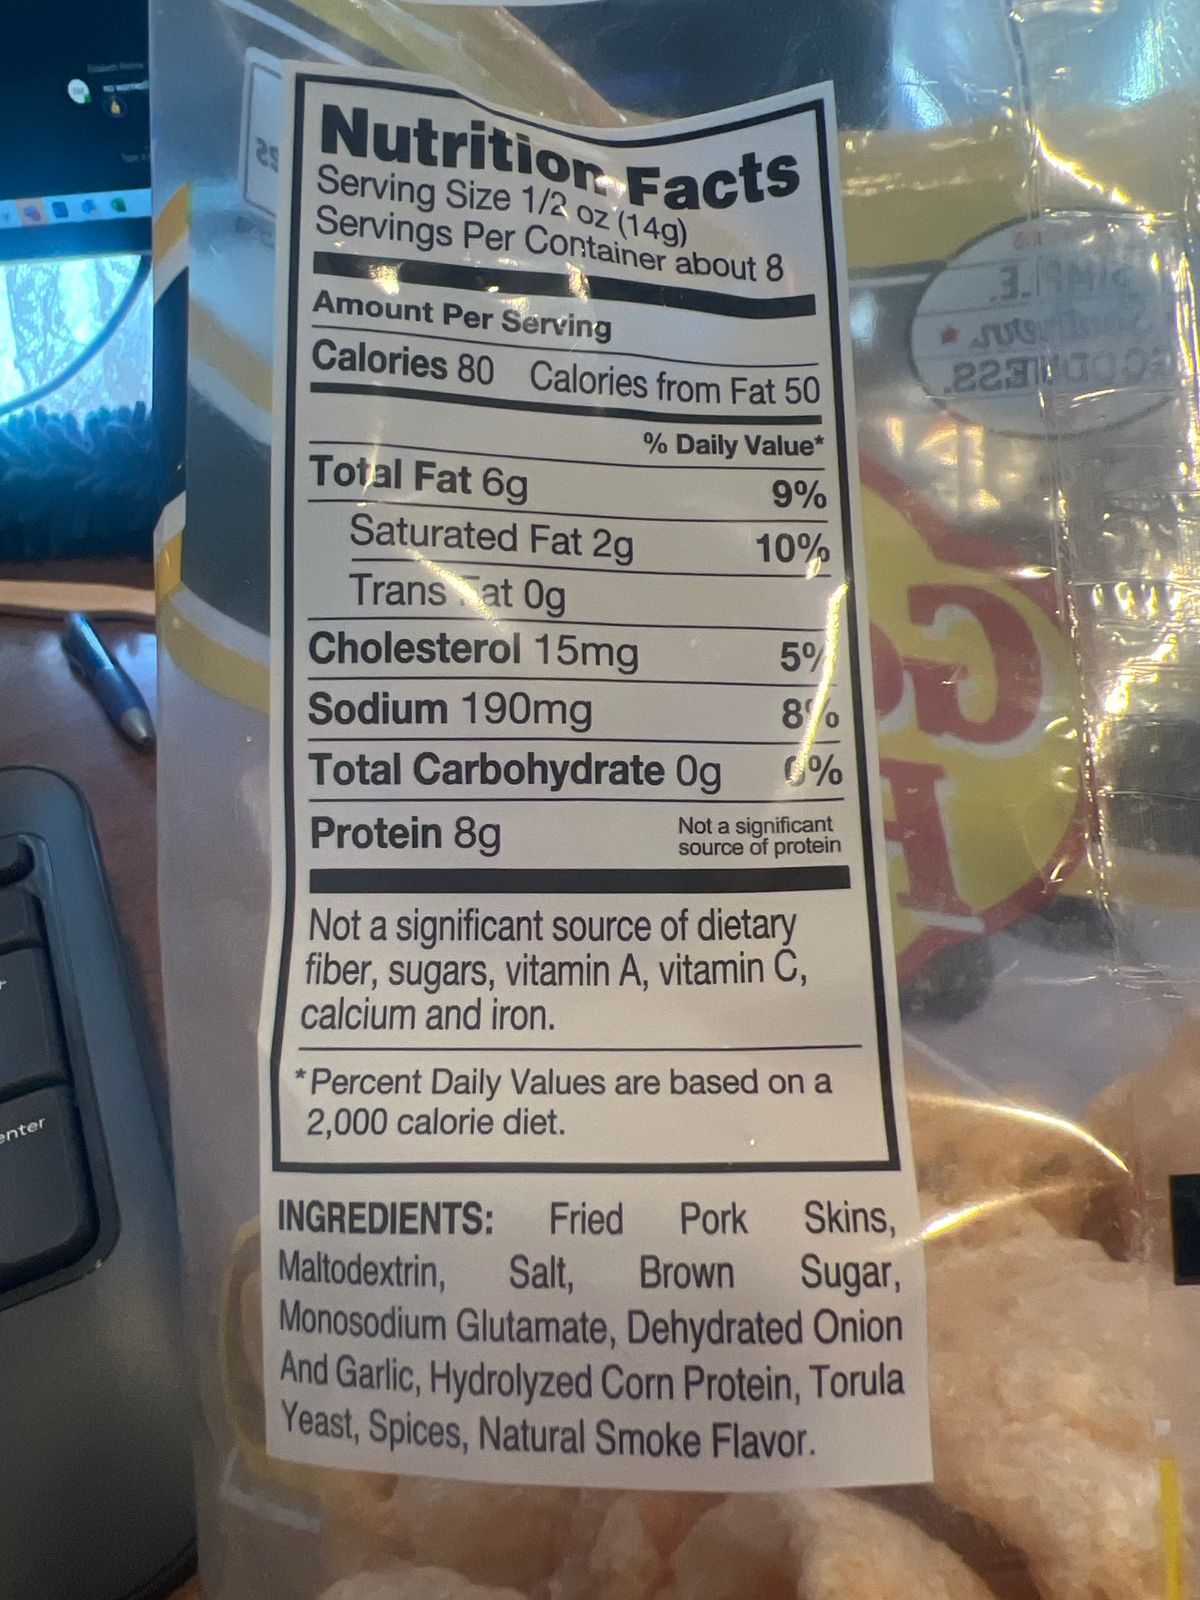 Nutrition Facts
Serving Size 1/2 oz (14g)
Servings Per Container about 8
Amount Per Serving
Calories 80 Calories from Fat 50
% Daily Value*
Total Fat 6g 9%
Saturated Fat 2g 10%
Trans Fat 0g
Cholesterol 15mg 5%
Sodium 190mg 8%
Total Carbohydrate 0g 0%
Protein 8g Not a significant
source of protein
Not a significant source of dietary
fiber, sugars, vitamin A, vitamin C,
calcium and iron.
*Percent Daily Values are based on a
2,000 calorie diet.
INGREDIENTS: Fried Pork Skins,
Maltodextrin, Salt, Brown Sugar,
Monosodium Glutamate, Dehydrated Onion
And Garlic, Hydrolyzed Corn Protein, Torula
Yeast, Spices, Natural Smoke Flavor.
SIMPLE.
Southern
GOODNESS.
enter